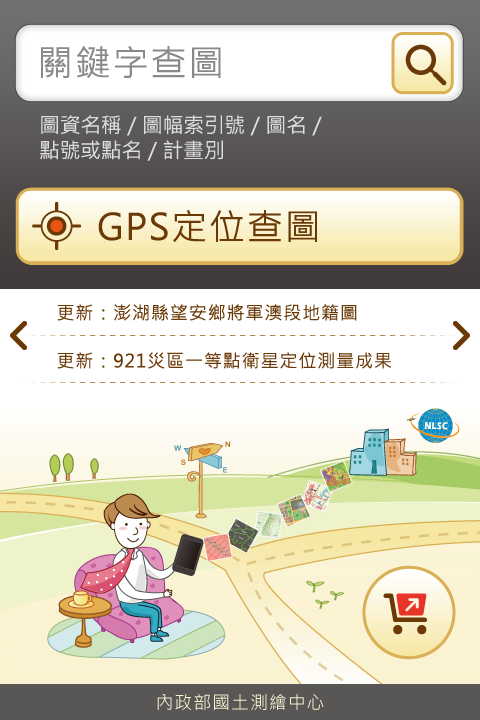 關鍵字查圖
圖資名稱 / 圖幅索引號 / 圖名 /
點號或點名 / 計畫別
GPS定位查圖
更新：澎湖縣望安鄉將軍澳段地籍圖
更新：921災區一等點衛星定位測量成果
NLSC
W N
S E
內政部國土測繪中心